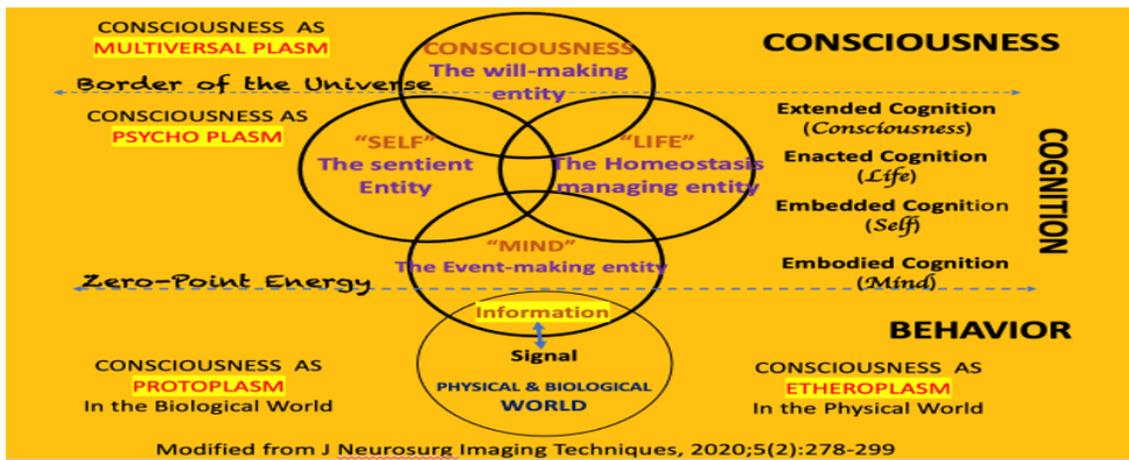 CONSCIOUSNESS AS
MULTIVERSAL PLASM
Border of the Universe
CONSCIOUSNESS AS
PSYCHO PLASM
CONSCIOUSNESS
The will-making
entity
"SELF"
The sentient
Entity
"LIFE"
The Homeostasis
managing entity
"MIND"
The Event-making entity
CONSCIOUSNESS
Extended Cognition
(Consciousness)
Enacted Cognition
(Life)
Embedded Cognition
(Self)
Embodied Cognition
(Mind)
COGNITION
Zero-Point Energy
Information
Signal
PHYSICAL & BIOLOGICAL
WORLD
BEHAVIOR
CONSCIOUSNESS AS
PROTOPLASM
In the Biological World
CONSCIOUSNESS AS
ETHEROPLASM
In the Physical World
Modified from J Neurosurg Imaging Techniques, 2020;5(2):278-299